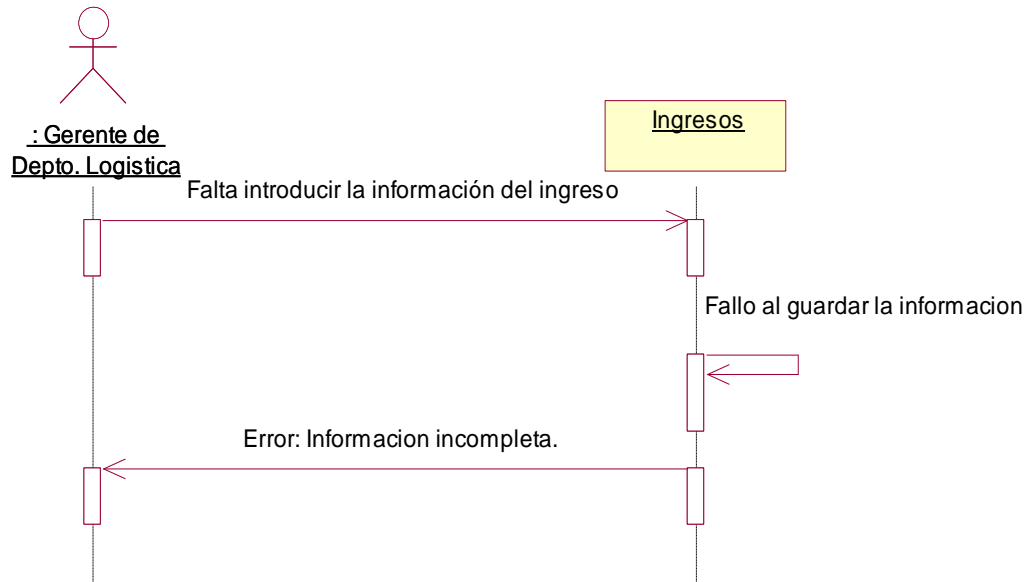 : Gerente de
Depto. Logistica
Ingresos
Falta introducir la información del ingreso
Fallo al guardar la informacion
Error: Informacion incompleta.